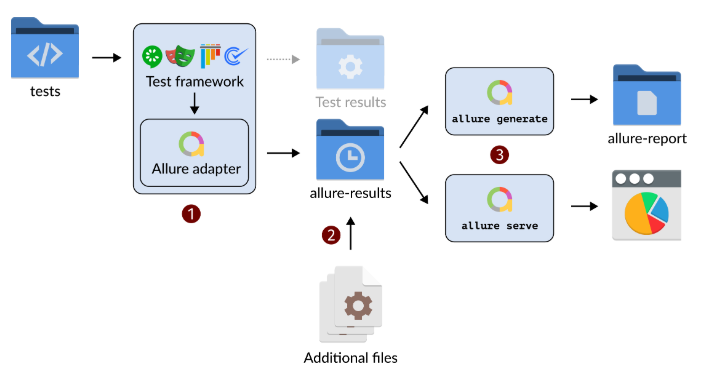 tests
Test framework
Allure adapter
1
Test results
allure-results
2
Additional files
allure generate
3
allure serve
allure-report